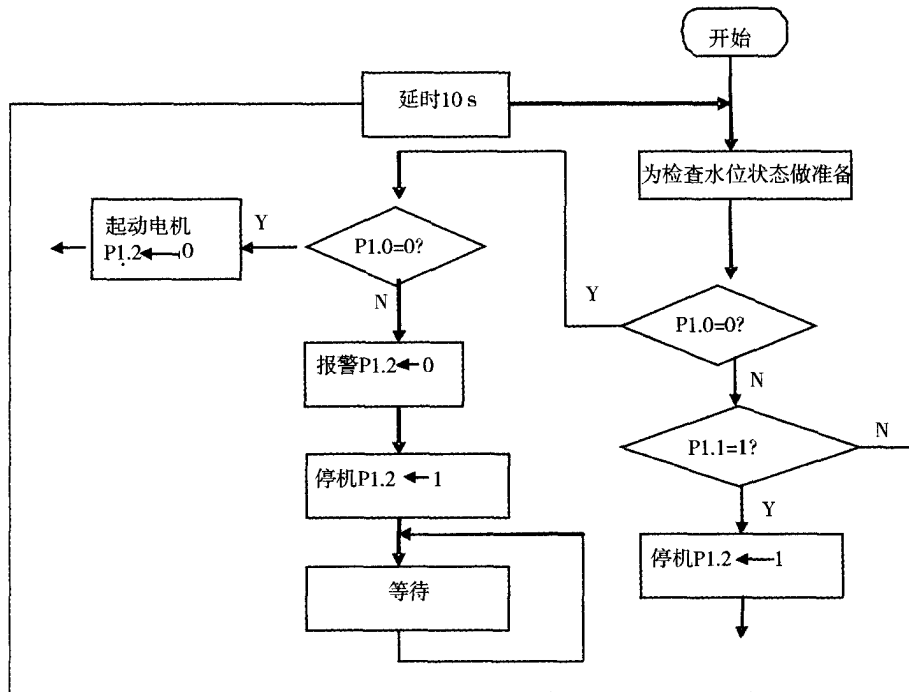 开始
延时10 s
为检查水位状态做准备
起动电机
P1.2←0
Y
P1.0=0?
Y
P1.0=0?
N
报警P1.2←0
N
P1.1=1?
N
停机P1.2←1
Y
停机P1.2←1
等待